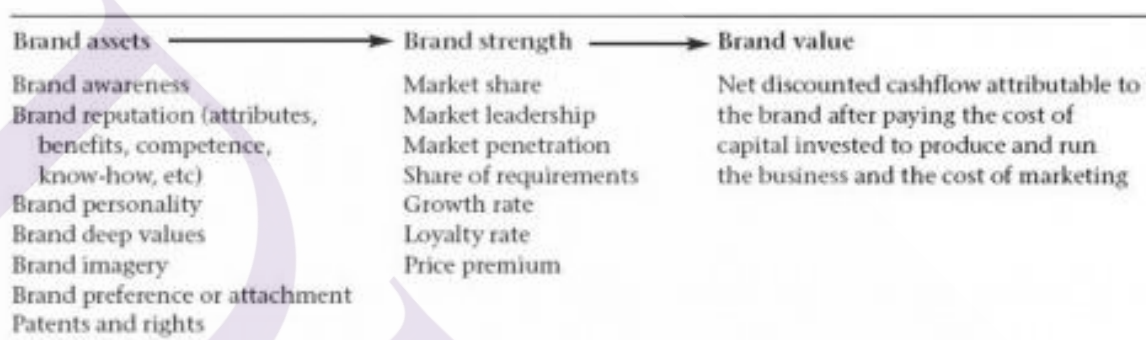 Brand assets
Brand awareness
Brand reputation (attributes,
benefits, competence,
know-how, etc)
Brand personality
Brand deep values
Brand imagery
Brand preference or attachment
Patents and rights
Brand strength
Market share
Market leadership
Market penetration
Share of requirements
Growth rate
Loyalty rate
Price premium
Brand value
Net discounted cashflow attributable to
the brand after paying the cost of
capital invested to produce and run
the business and the cost of marketing